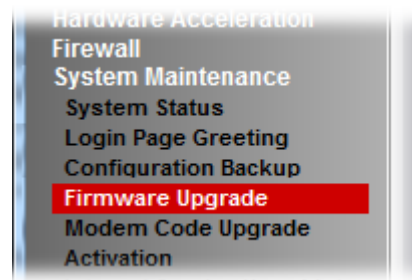 Hardware Acceleration
Firewall
System Maintenance
System Status
Login Page Greeting
Configuration Backup
Firmware Upgrade
Modem Code Upgrade
Activation